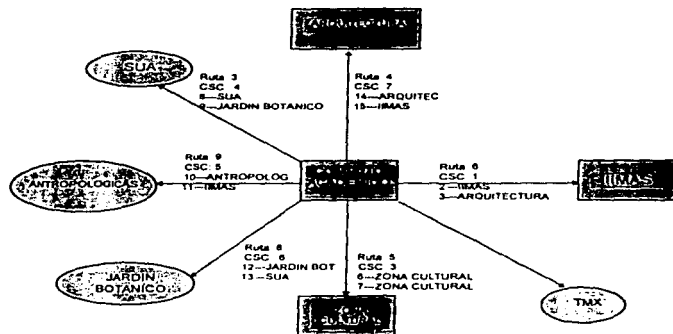 ARQUITECTURA
SUA
Ruta 3
CSC 4
8---SUA
9---JARDIN BOTANICO
Ruta 4
CSC 7
14---ARQUITEC
15---IIMAS
ANTROPOLOGICAS
Ruta 9
CSC 5
10---ANTROPOLOG
11---IIMAS
Ruta 6
CSC 1
2---IIMAS
3---ARQUITECTURA
IIMAS
JARDIN
BOTANICO
Ruta 8
CSC 6
12---JARDIN BOT
13---SUA
Ruta 5
CSC 3
6---ZONA CULTURAL
7---ZONA CULTURAL
TMX